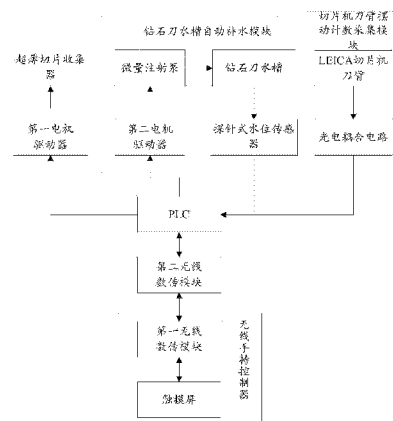 切片机刀臂摆
动计数采集模
块
钻石刀水槽自动补水模块
超薄切片收集
器
微量注射泵
钻石刀水槽
LEICA切片机
刀臂
第一电机
驱动器
第二电机
驱动器
探针式水位传感
器
光电耦合电路
PLC
第二无线
数传模块
第一无线
数传模块
无线手持控制器
触摸屏